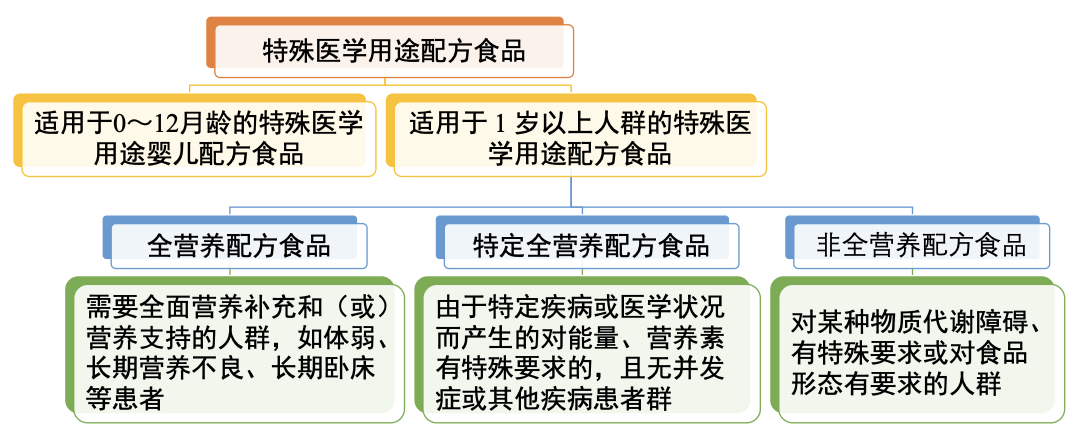 特殊医学用途配方食品
适用于0～12月龄的特殊医学
用途婴儿配方食品
适用于 1 岁以上人群的特殊医
学用途配方食品
全营养配方食品
特定全营养配方食品
非全营养配方食品
需要全面营养补充和（或）
营养支持的人群，如体弱、
长期营养不良、长期卧床
等患者
由于特定疾病或医学状况
而产生的对能量、营养素
有特殊要求的，且无并发
症或其他疾病患者群
对某种物质代谢障碍、
有特殊要求或对食品
形态有要求的人群